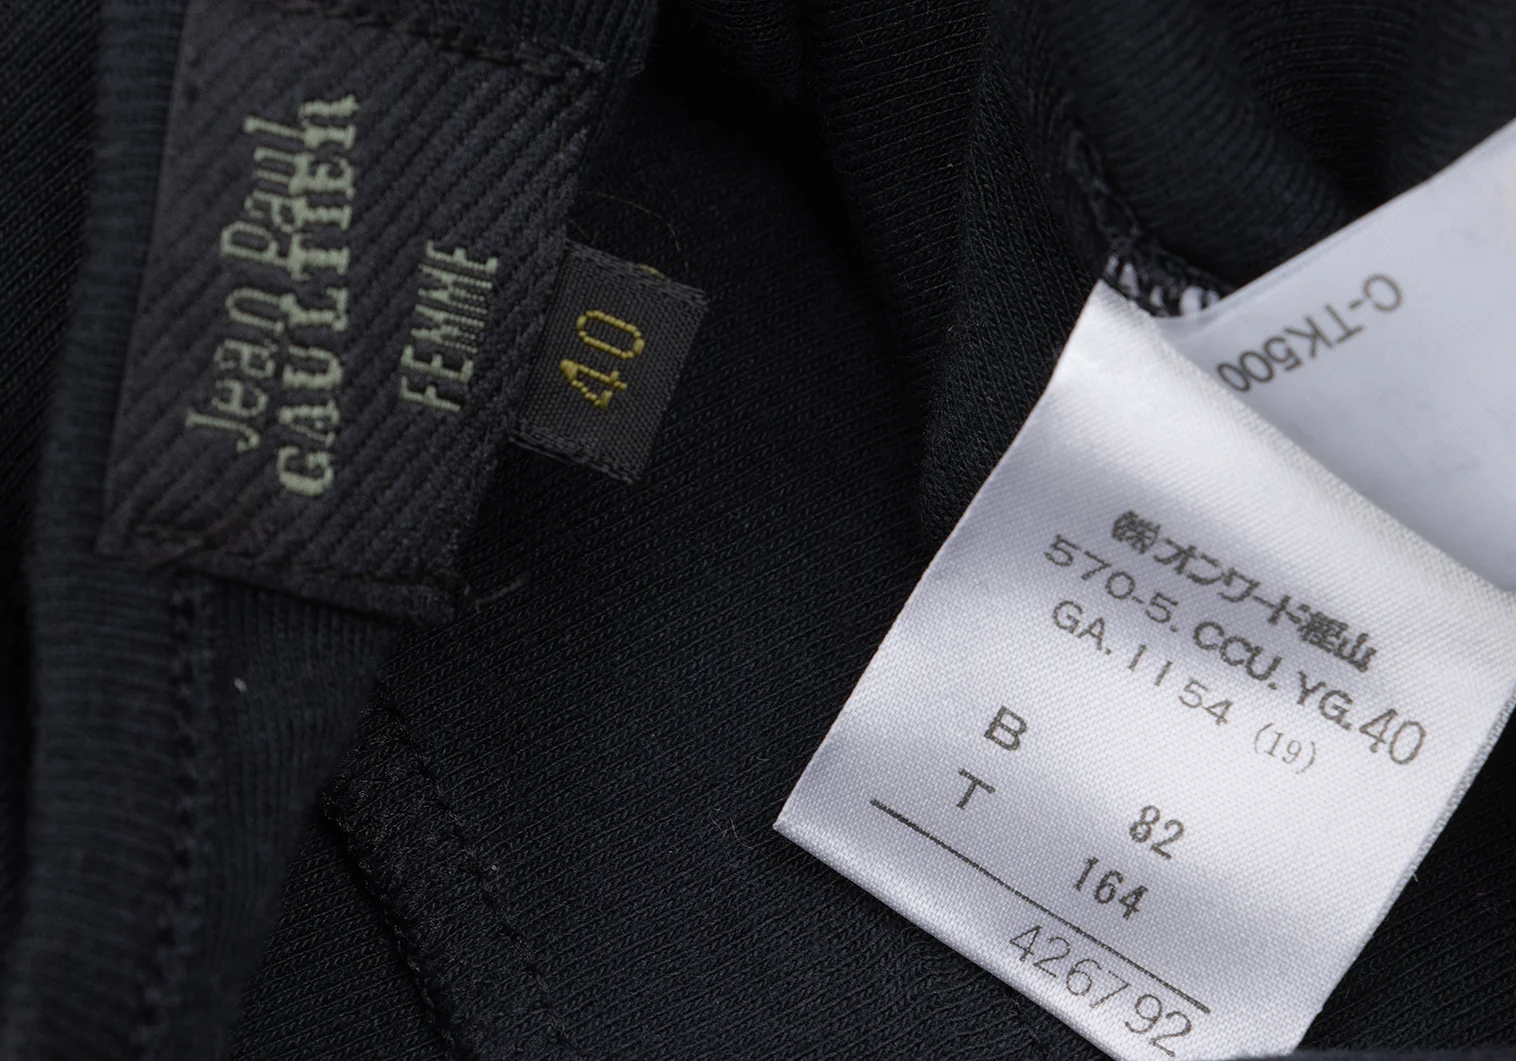 Jean Paul
GAULTIER
FEMME
40
C-TK500
㈱オンワード樫山
570-5. CCU. YG. 40
GA. 1154 (19)
B 82
T 164
426792